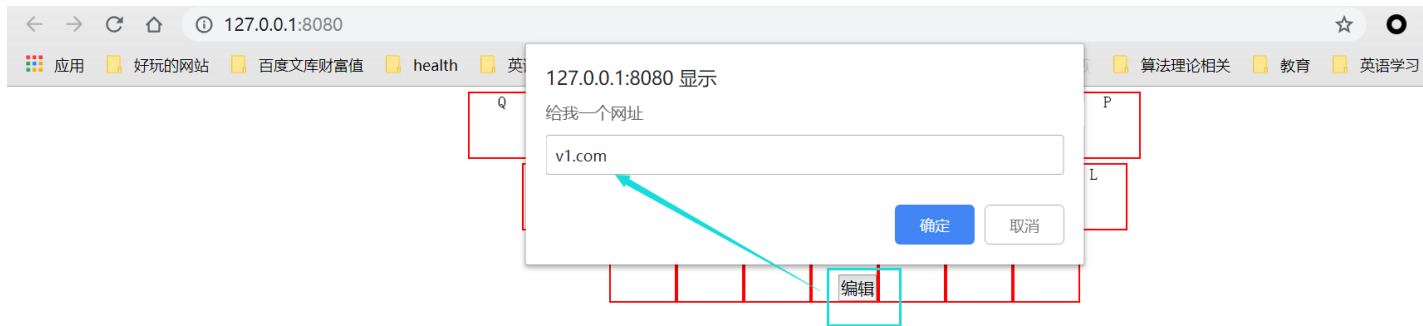 127.0.0.1:8080
应用 好玩的网站 百度文库财富值 health 英 算法理论相关 教育 英语学习
127.0.0.1:8080 显示
给我一个网址
v1.com
确定 取消
Q P
L
编辑